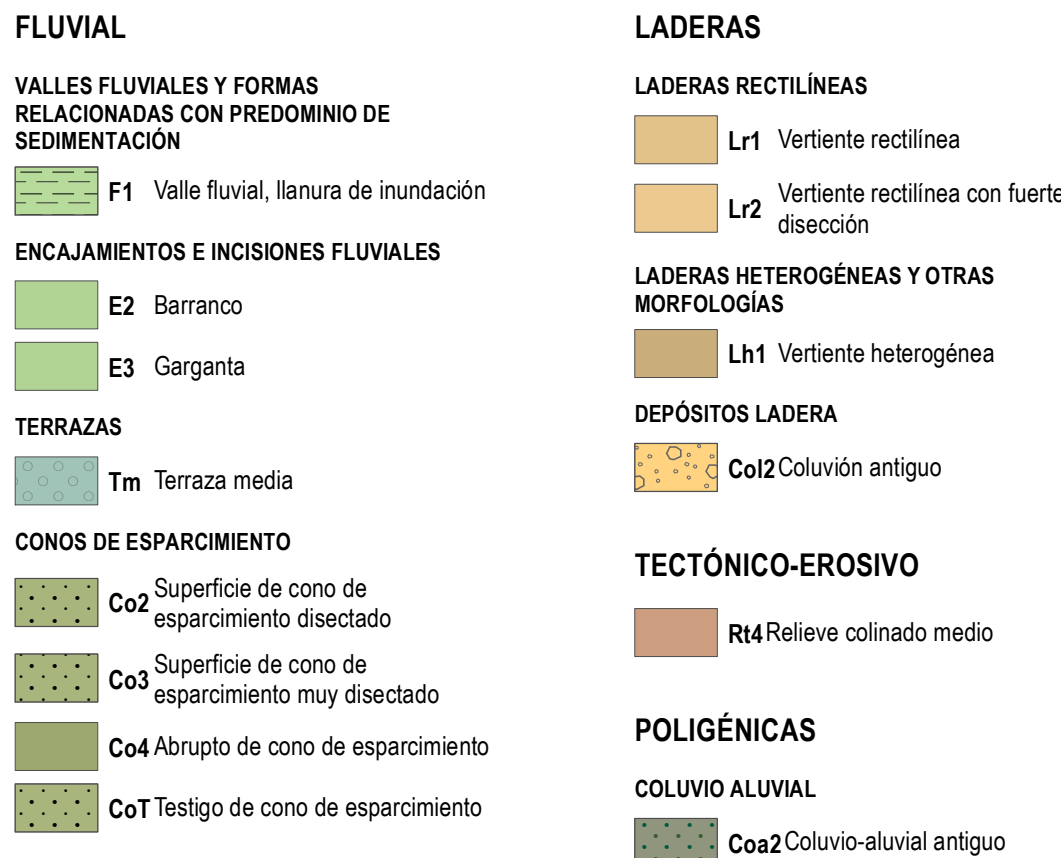 FLUVIAL
VALLES FLUVIALES Y FORMAS
RELACIONADAS CON PREDOMINIO DE
SEDIMENTACIÓN
F1 Valle fluvial, llanura de inundación
ENCAJAMIENTOS E INCISIONES FLUVIALES
E2 Barranco
E3 Garganta
TERRAZAS
Tm Terraza media
CONOS DE ESPARCIMIENTO
Co2 Superficie de cono de
esparcimiento disectado
Co3 Superficie de cono de
esparcimiento muy disectado
Co4 Abrupto de cono de esparcimiento
CoT Testigo de cono de esparcimiento
LADERAS
LADERAS RECTILÍNEAS
Lr1 Vertiente rectilínea
Lr2 Vertiente rectilínea con fuerte
disección
LADERAS HETEROGÉNEAS Y OTRAS
MORFOLOGÍAS
Lh1 Vertiente heterogénea
DEPÓSITOS LADERA
Col2 Coluvión antiguo
TECTÓNICO-EROSIVO
Rt4 Relieve colinado medio
POLIGÉNICAS
COLUVIO ALUVIAL
Coa2 Coluvio-aluvial antiguo